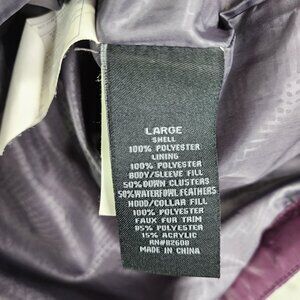 LARGE
SHELL
100% POLYESTER
LINING
100% POLYESTER
BODY/SLEEVE FILL
50% DOWN CLUSTERS
50% WATERFOWL FEATHERS
HOOD/COLLAR FILL
100% POLYESTER
FAUX FUR TRIM
85% POLYESTER
15% ACRYLIC
RN#82608
MADE IN CHINA